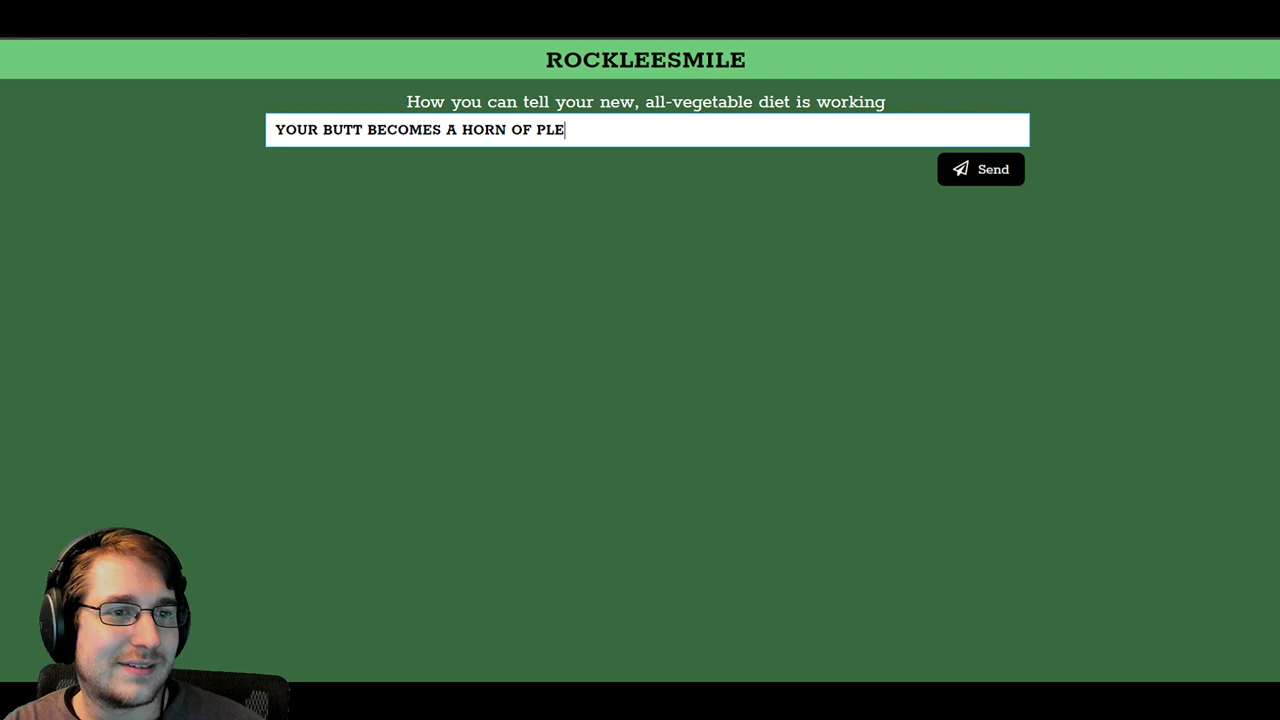 ROCKLEESMILE
How you can tell your new, all-vegetable diet is working
YOUR BUTT BECOMES A HORN OF PLE
Send